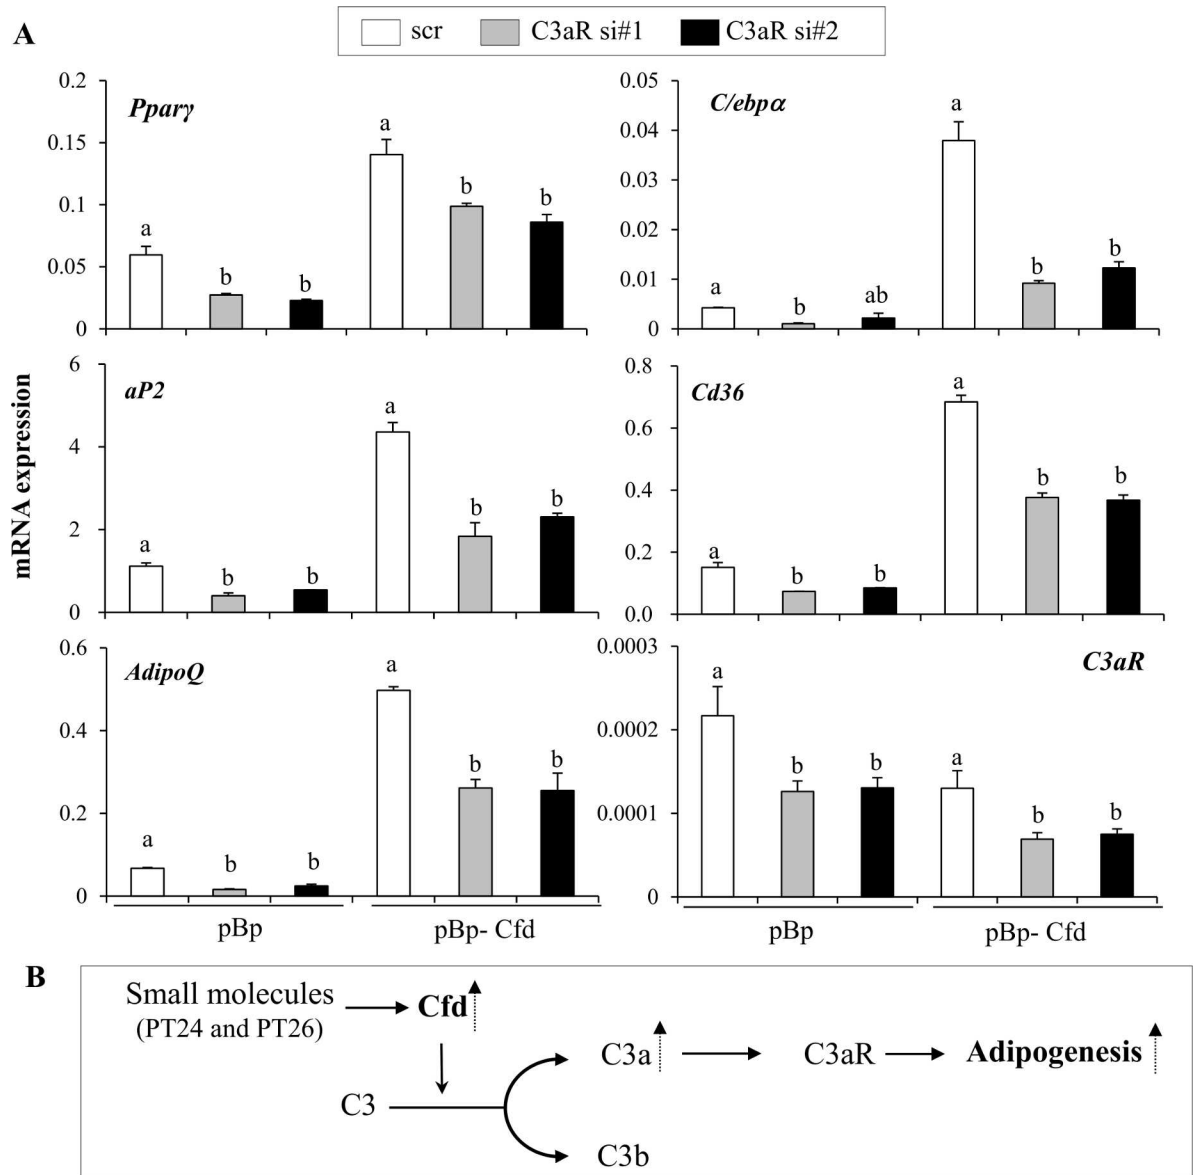 A
scr C3aR si#1 C3aR si#2
mRNA expression
Pparγ
0.2
0.15
0.1
0.05
0
a b b a b b
C/ebpα
0.05
0.04
0.03
0.02
0.01
0
a b ab a b b
aP2
6
4
2
0
a b b a b b
Cd36
0.8
0.6
0.4
0.2
0.0
a b b a b b
AdipoQ
0.6
0.4
0.2
0
a b b a b b
pBp pBp- Cfd
C3aR
0.0003
0.0002
0.0001
0
a b b a b b
pBp pBp- Cfd
B
Small molecules
(PT24 and PT26)
Cfd
C3
C3a C3aR Adipogenesis
C3b